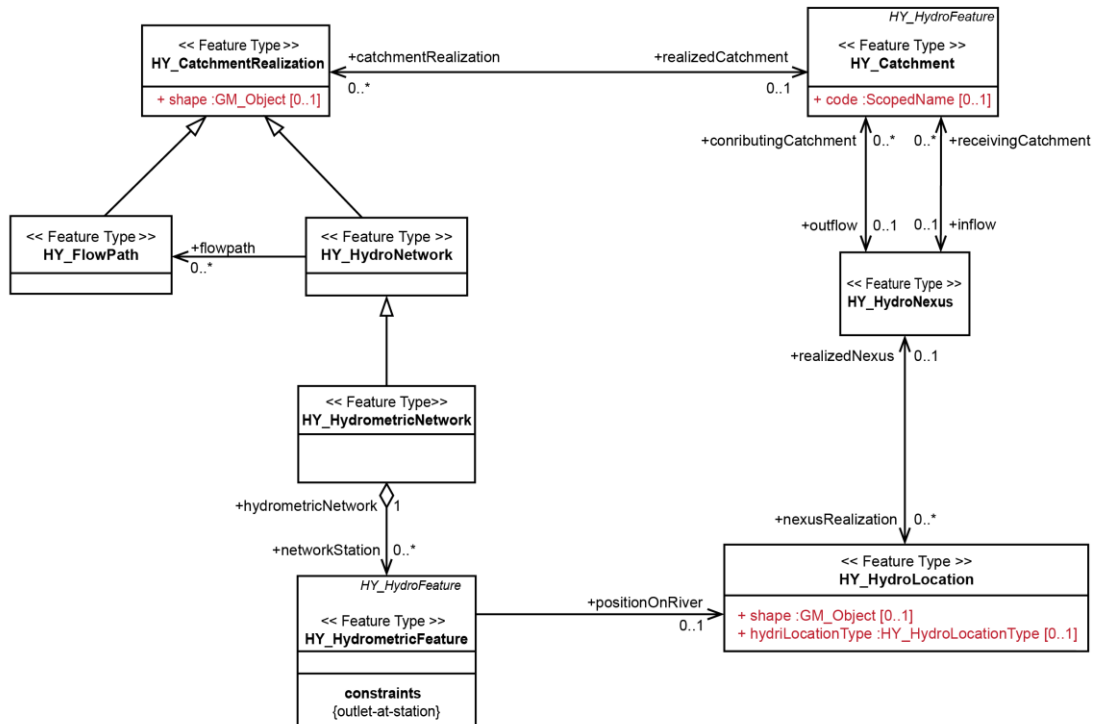 HY_HydroFeature
<< Feature Type >>
HY_CatchmentRealization
+ shape :GM_Object [0..1]
+catchmentRealization
0..*
+realizedCatchment
0..1
<< Feature Type >>
HY_Catchment
+ code :ScopedName [0..1]
+conributingCatchment
0..*
0..*
+receivingCatchment
+outflow
0..1
0..1
+inflow
<< Feature Type >>
HY_FlowPath
+flowpath
0..*
<< Feature Type >>
HY_HydroNetwork
<< Feature Type >>
HY_HydroNexus
+realizedNexus
0..1
<< Feature Type>>
HY_HydrometricNetwork
+hydrometricNetwork
1
+networkStation
0..*
+nexusRealization
0..*
HY_HydroFeature
<< Feature Type >>
HY_HydrometricFeature
constraints
{outlet-at-station}
+positionOnRiver
0..1
<< Feature Type >>
HY_HydroLocation
+ shape :GM_Object [0..1]
+ hydriLocationType :HY_HydroLocationType [0..1]